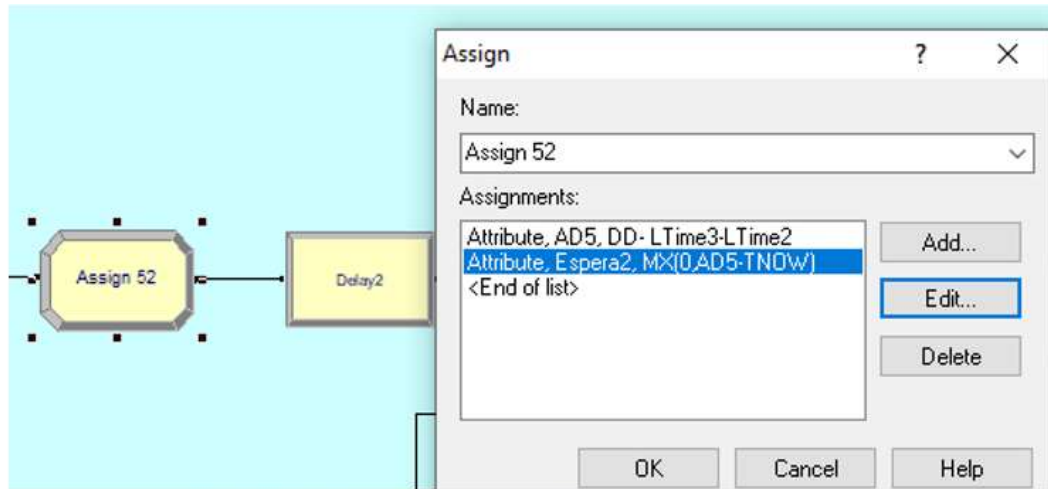 Assign
?
Name:
Assign 52
Assignments:
Attribute, AD5, DD- LTime3-LTime2
Attribute, Espera2, MX(0,AD5-TNOW)
<End of list>
Add...
Edit...
Delete
OK
Cancel
Help
Assign 52
Delay2